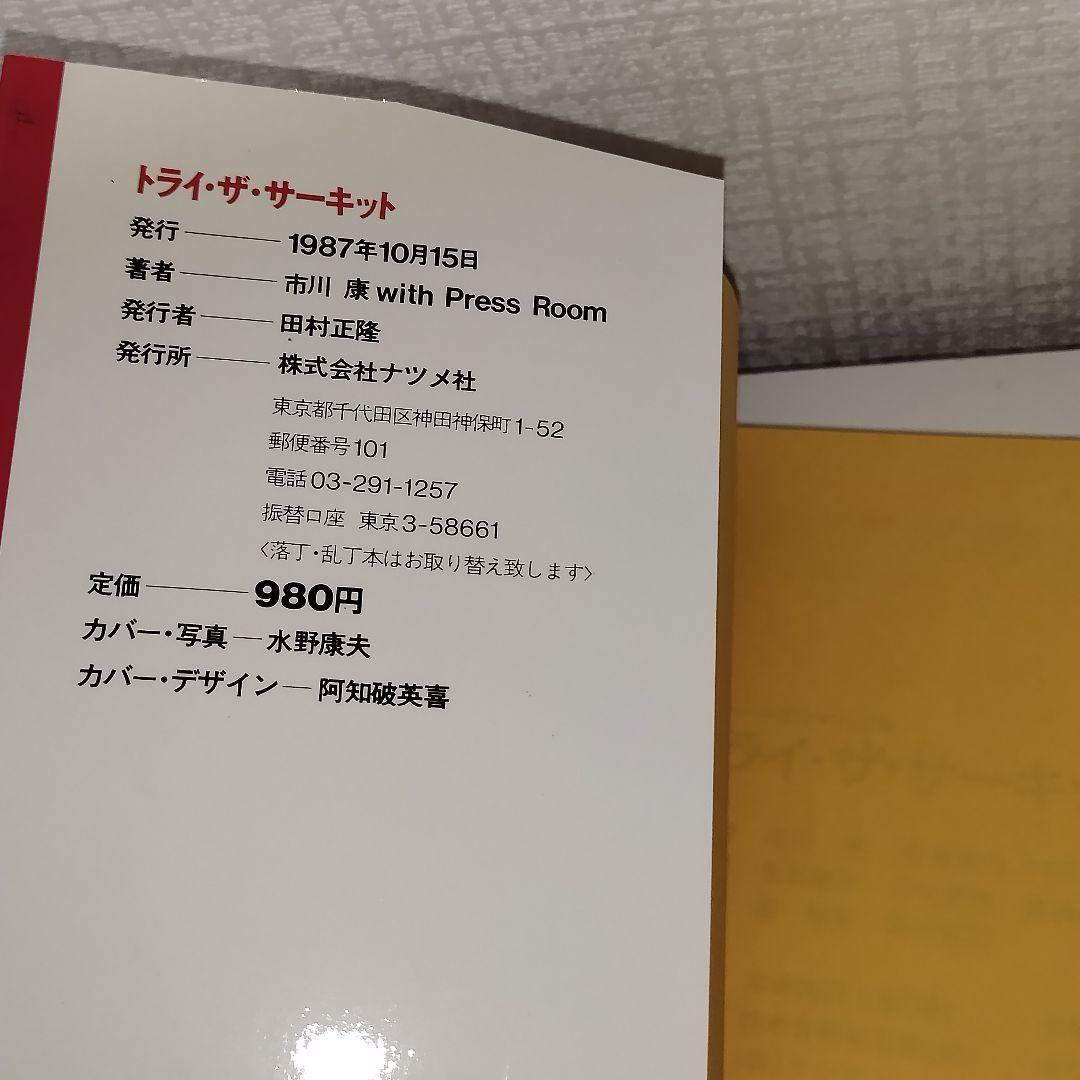 トライ・ザ・サーキット
発行 1987年10月15日
著者 市川 康 with Press Room
発行者 田村正隆
発行所 株式会社ナツメ社
東京都千代田区神田神保町1-52
郵便番号101
電話03-291-1257
振替口座 東京3-58661
〈落丁・乱丁本はお取り替え致します〉
定価 980円
カバー・写真 水野康夫
カバー・デザイン 阿知破英喜